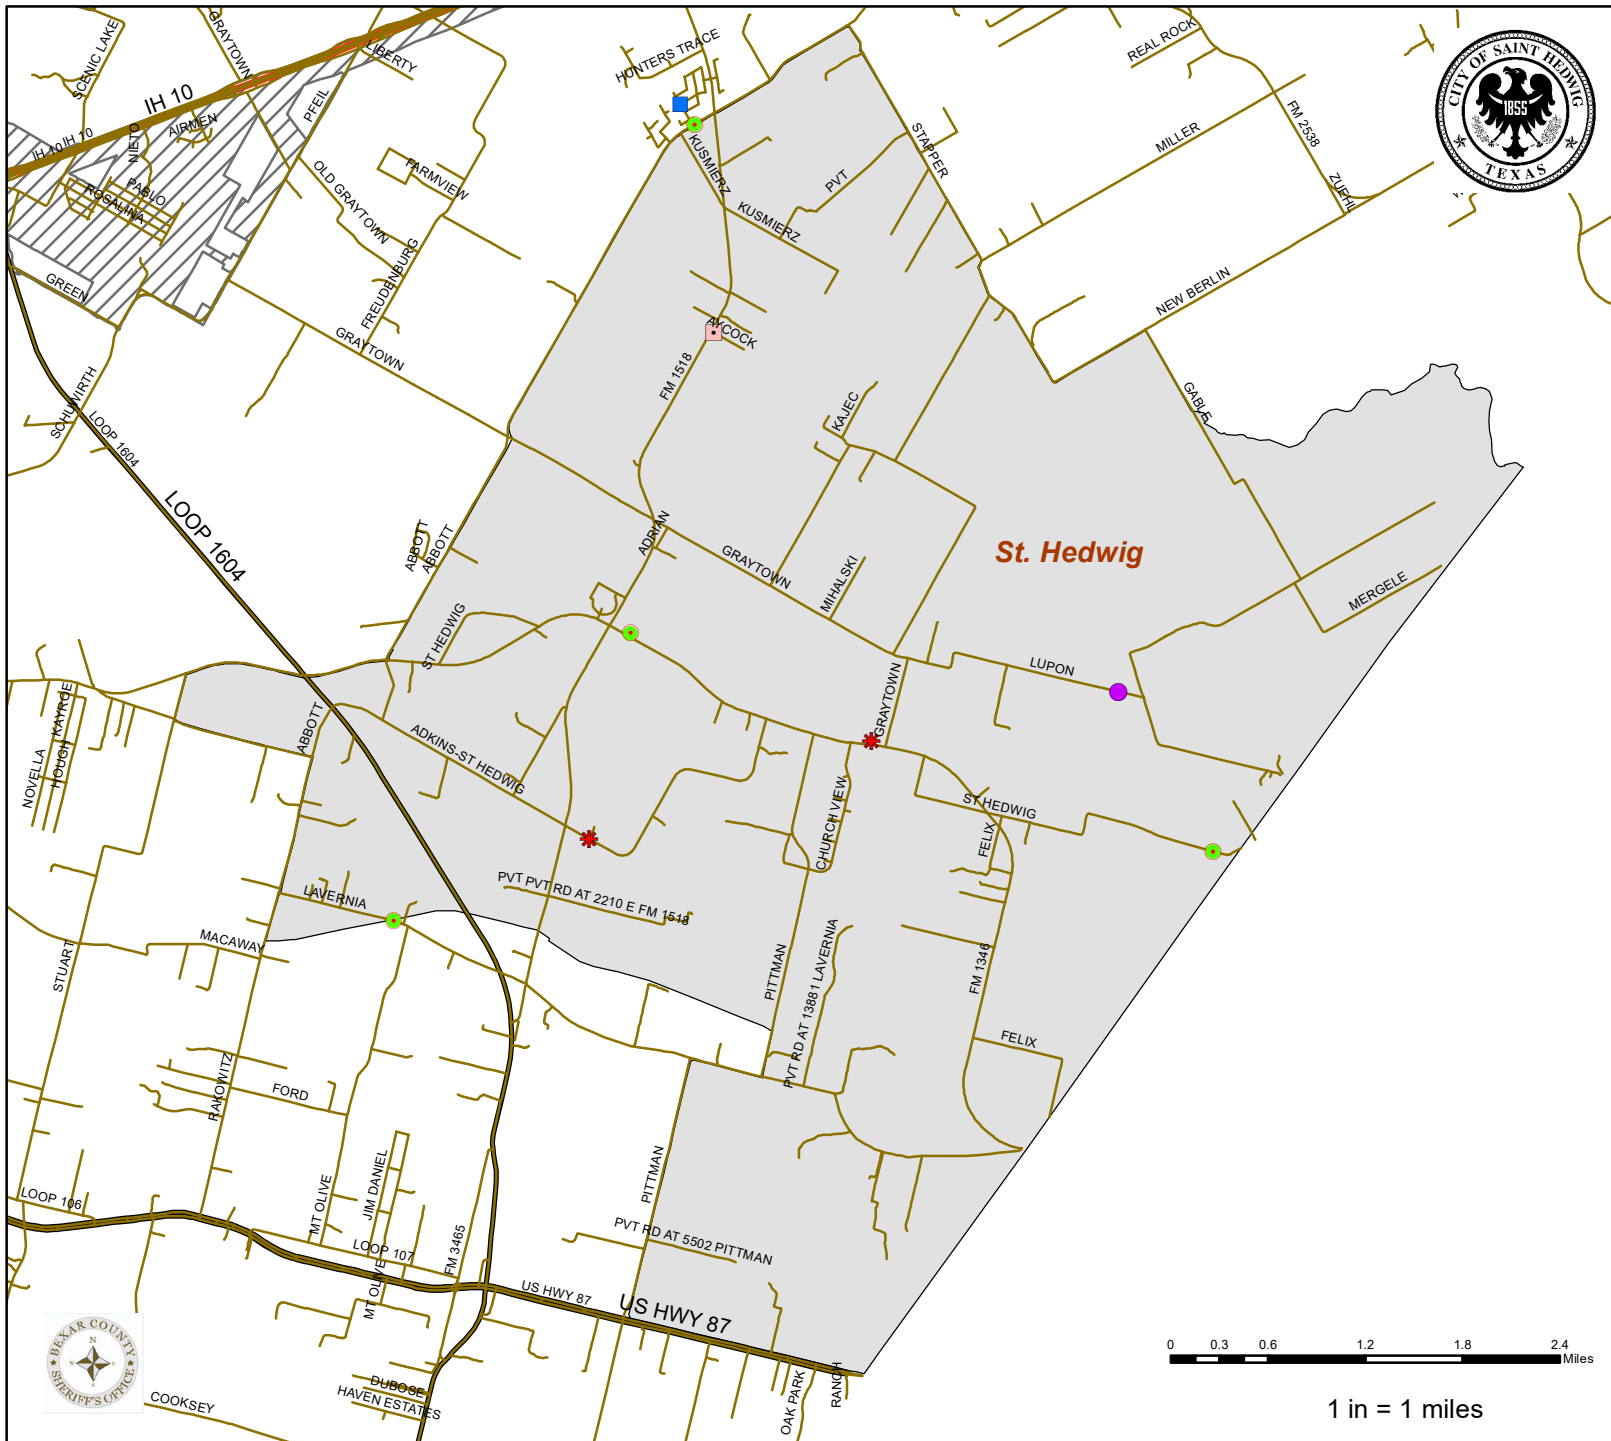 SCENIC LAKE
GRAYTOWN
LIBERTY
HUNTERS TRACE
REAL ROCK
CITY OF SAINT HEDWIG
1855
TEXAS
IH 10
PFEIL
AIRMEN
NIETO
IH 10
IH 10
FM 2538
MILLER
STAPPER
KUSMIERZ
PVT
FARMVIEW
OLD GRAYTOWN
PABLO
ROSALINA
ZUEHL
KUSMIERZ
FREUDENBURG
GREEN
NEW BERLIN
GRAYTOWN
AYCOCK
FM 1518
SCHUWIRTH
LOOP 1604
GABLE
KAJEC
LOOP 1604
ABBOTT
ABBOTT
ADRIAN
GRAYTOWN
St. Hedwig
MIHALSKI
MERGELE
ST HEDWIG
LUPON
GRAYTOWN
KAYROE
HOUGH
NOVELLA
ABBOTT
ADKINS-ST HEDWIG
ST HEDWIG
CHURCH VIEW
FELIX
PVT PVT RD AT 2210 E FM 1518
LAVERNIA
MACAWAY
STUART
PITTMAN
PVT RD AT 13881 LAVERNIA
FM 1346
FELIX
RAKOWITZ
FORD
JIM DANIEL
PITTMAN
MT OLIVE
LOOP 106
FM 3465
LOOP 107
PVT RD AT 5502 PITTMAN
MT OLIVE
US HWY 87
US HWY 87
BEXAR COUNTY
N
SHERIFF'S OFFICE
DUBOSE
HAVEN ESTATES
COOKSEY
OAK PARK
RANCH
0 0.3 0.6 1.2 1.8 2.4
Miles
1 in = 1 miles